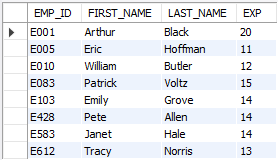 EMP_ID FIRST_NAME LAST_NAME EXP
E001 Arthur Black 20
E005 Eric Hoffman 11
E010 William Butler 12
E083 Patrick Voltz 15
E103 Emily Grove 14
E428 Pete Allen 14
E583 Janet Hale 14
E612 Tracy Norris 13